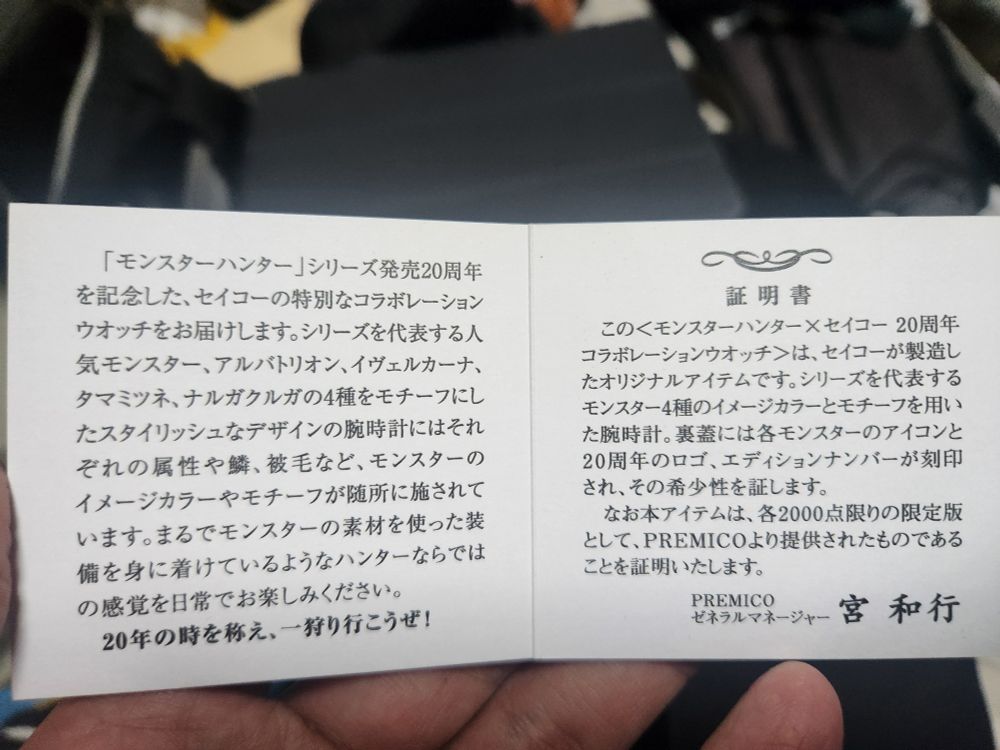 「モンスターハンター」シリーズ発売20周年
を記念した、セイコーの特別なコラボレーション
ウオッチをお届けします。シリーズを代表する人
気モンスター、アルバトリオン、イヴェルカーナ、
タマミツネ、ナルガクルガの4種をモチーフにし
たスタイリッシュなデザインの腕時計にはそれ
ぞれの属性や鱗、被毛など、モンスターの
イメージカラーやモチーフが随所に施されて
います。まるでモンスターの素材を使った装
備を身に着けているようなハンターならでは
の感覚を日常でお楽しみください。
20年の時を称え、一狩り行こうぜ!
証明書
この<モンスターハンター×セイコー 20周年
コラボレーションウオッチ>は、セイコーが製造し
たオリジナルアイテムです。シリーズを代表する
モンスター4種のイメージカラーとモチーフを用い
た腕時計。裏蓋には各モンスターのアイコンと
20周年のロゴ、エディションナンバーが刻印
され、その希少性を証します。
なお本アイテムは、各2000点限りの限定版
として、PREMICOより提供されたものである
ことを証明いたします。
PREMICO
ゼネラルマネージャー 宮 和行